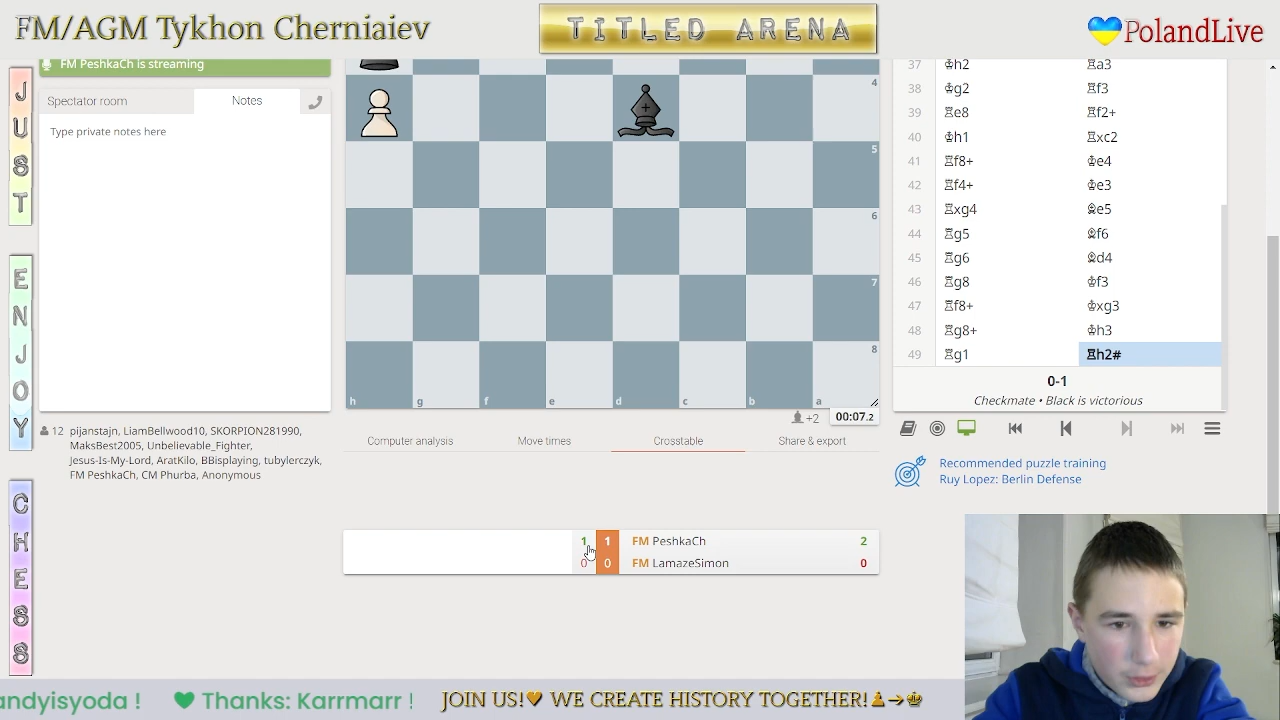 FM/AGM Tykhon Cherniaiev
TITLED ARENA
PolandLive
JUST
ENJOY
CHESS
FM PeshkaCh is streaming
Spectator room
Notes
Type private notes here
12 pijanstajn, LiamBellwood10, SKORPION281990,
MaksBest2005, Unbelievable_Fighter,
Jesus-Is-My-Lord, AratKilo, BBisplaying, tubylerczyk,
FM PeshkaCh, CM Phurba, Anonymous
4
5
6
7
8
h g f e d c b a
+2
00:07.2
Computer analysis
Move times
Crosstable
Share & export
37 ♔h2 ♖a3
38 ♔g2 ♖f3
39 ♖e8 ♖f2+
40 ♔h1 ♖xc2
41 ♖f8+ ♔e4
42 ♖f4+ ♔e3
43 ♖xg4 ♗e5
44 ♖g5 ♗f6
45 ♖g6 ♗d4
46 ♖g8 ♔f3
47 ♖f8+ ♔xg3
48 ♖g8+ ♔h3
49 ♖g1 ♖h2#
0-1
Checkmate • Black is victorious
Recommended puzzle training
Ruy Lopez: Berlin Defense
1 1 FM PeshkaCh 2
0 0 FM LamazeSimon 0
andyisyoda !
Thanks: Karrmarr !
JOIN US!♥ WE CREATE HISTORY TOGETHER!♟→♚